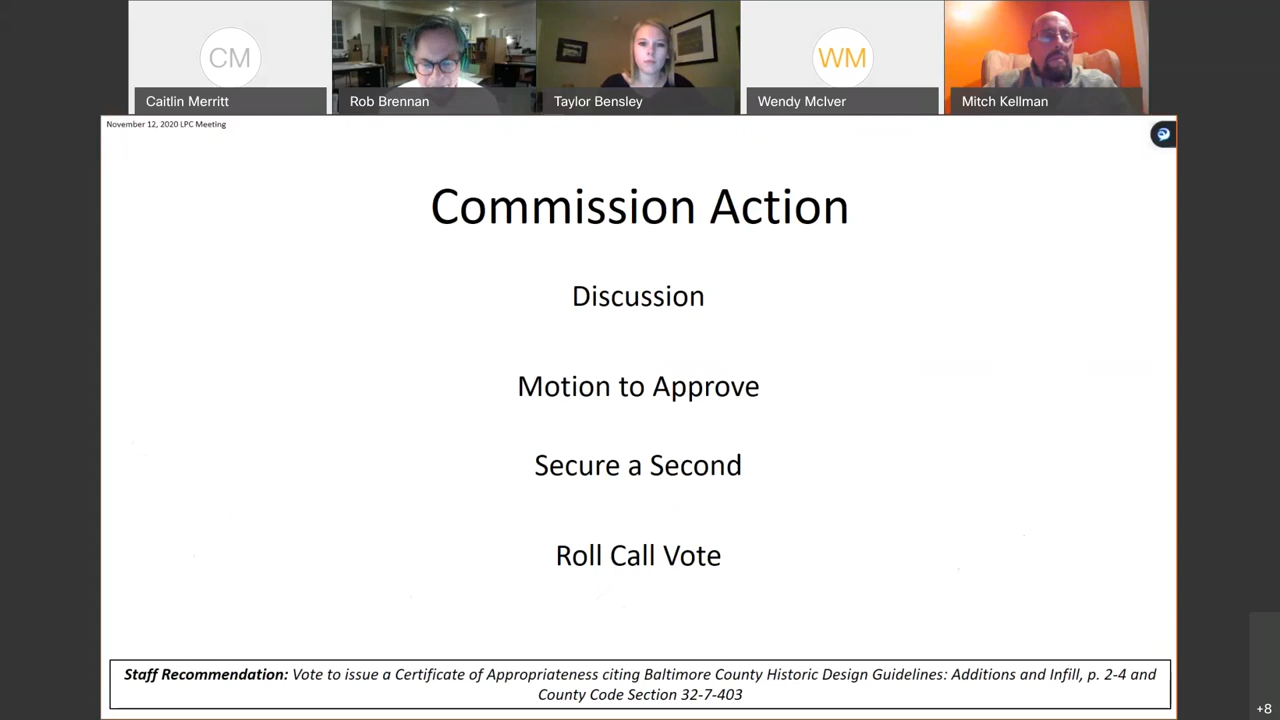 CM
WM
Caitlin Merritt
Rob Brennan
Taylor Bensley
Wendy McIver
Mitch Kellman
November 12, 2020 LPC Meeting
Commission Action
Discussion
Motion to Approve
Secure a Second
Roll Call Vote
Staff Recommendation: Vote to issue a Certificate of Appropriateness citing Baltimore County Historic Design Guidelines: Additions and Infill, p. 2-4 and
County Code Section 32-7-403
+8